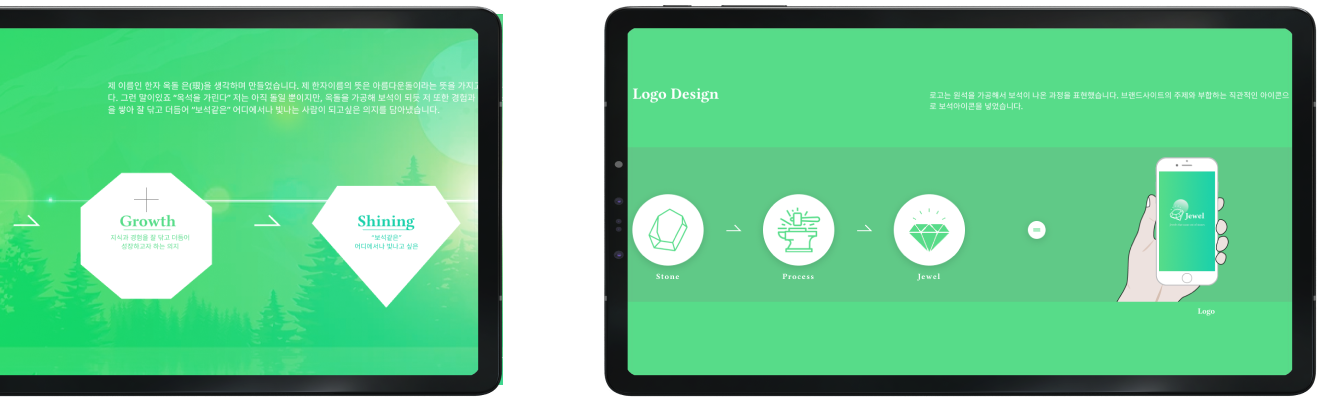 제 이름인 한자 옥돌 은(珢)을 생각하며 만들었습니다. 제 한자이름의 뜻은 아름다운돌이라는 뜻을 가지고
다. 그런 말이있죠 "옥석을 가린다" 저는 아직 돌일 뿐이지만, 옥돌을 가공해 보석이 되듯 저 또한 경험과
을 쌓아 잘 닦고 다듬어 "보석같은" 어디에서나 빛나는 사람이 되고싶은 의지를 담아냈습니다.
Growth
지식과 경험을 잘 닦고 다듬어
성장하고자 하는 의지
Shining
"보석같은"
어디에서나 빛나고 싶은
Logo Design
로고는 원석을 가공해서 보석이 나온 과정을 표현했습니다. 브랜드사이트의 주제와 부합하는 직관적인 아이콘으
로 보석아이콘을 넣었습니다.
Stone
Process
Jewel
Jewel
Logo